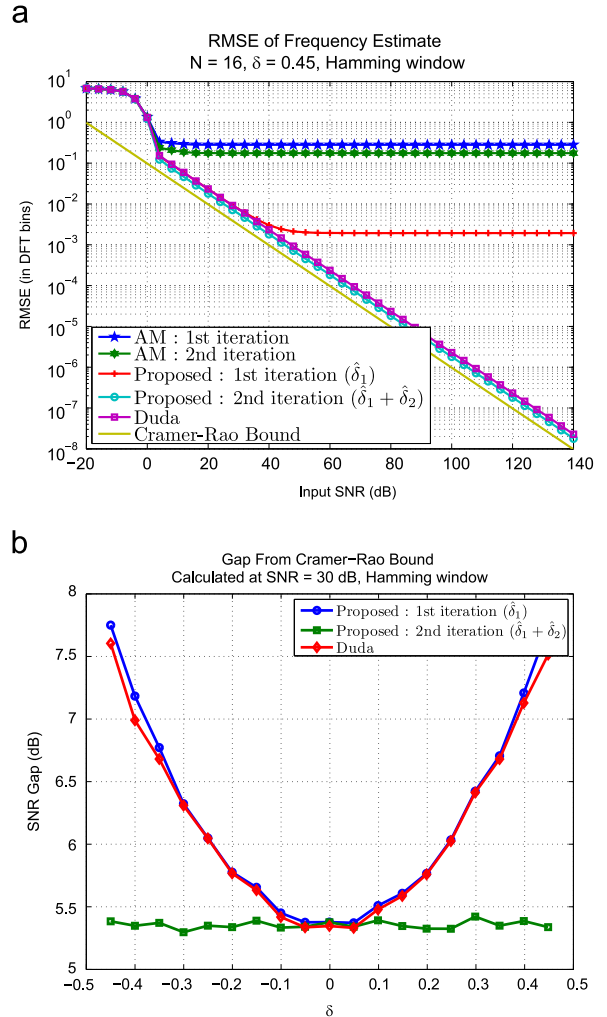 a
RMSE of Frequency Estimate
N = 16, δ = 0.45, Hamming window
10^1
10^0
10^-1
10^-2
10^-3
10^-4
10^-5
10^-6
10^-7
10^-8
RMSE (in DFT bins)
AM : 1st iteration
AM : 2nd iteration
Proposed : 1st iteration (δ̂₁)
Proposed : 2nd iteration (δ̂₁ + δ̂₂)
Duda
Cramer-Rao Bound
−20 0 20 40 60 80 100 120 140
Input SNR (dB)
b
Gap From Cramer−Rao Bound
Calculated at SNR = 30 dB, Hamming window
8
7.5
7
6.5
6
5.5
5
SNR Gap (dB)
Proposed : 1st iteration (δ̂₁)
Proposed : 2nd iteration (δ̂₁ + δ̂₂)
Duda
−0.5 −0.4 −0.3 −0.2 −0.1 0 0.1 0.2 0.3 0.4 0.5
δ